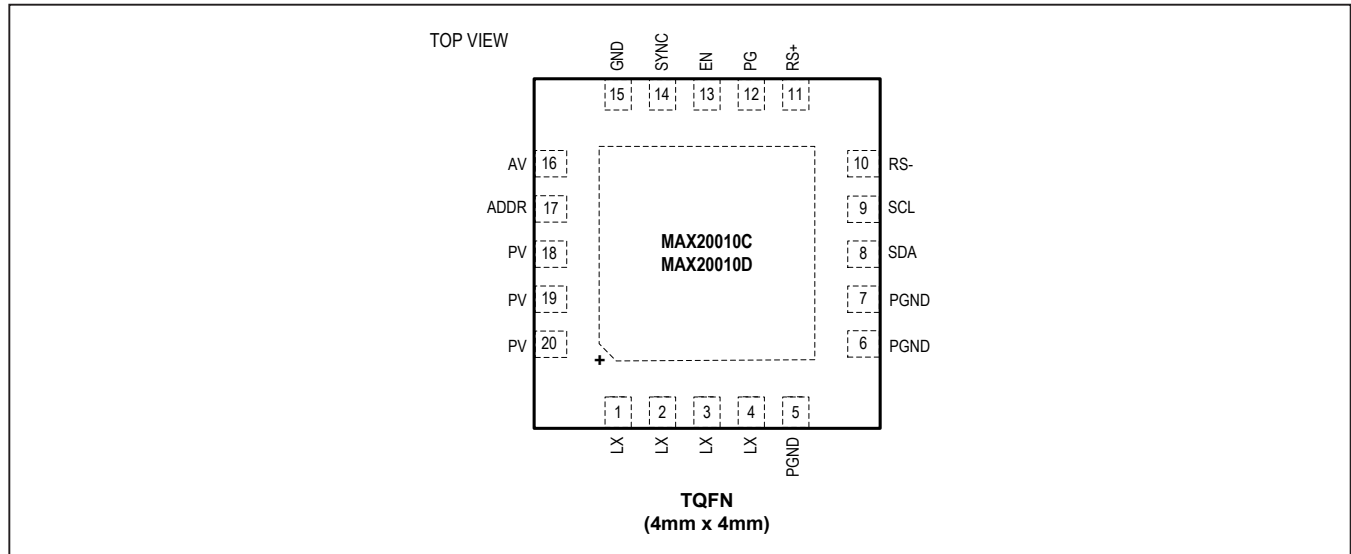 TOP VIEW
GND SYNC EN PG RS+
15 14 13 12 11
AV 16 10 RS-
ADDR 17 9 SCL
MAX20010C
MAX20010D
PV 18 8 SDA
PV 19 7 PGND
PV 20 6 PGND
+
1 2 3 4 5
LX LX LX LX PGND
TQFN
(4mm x 4mm)